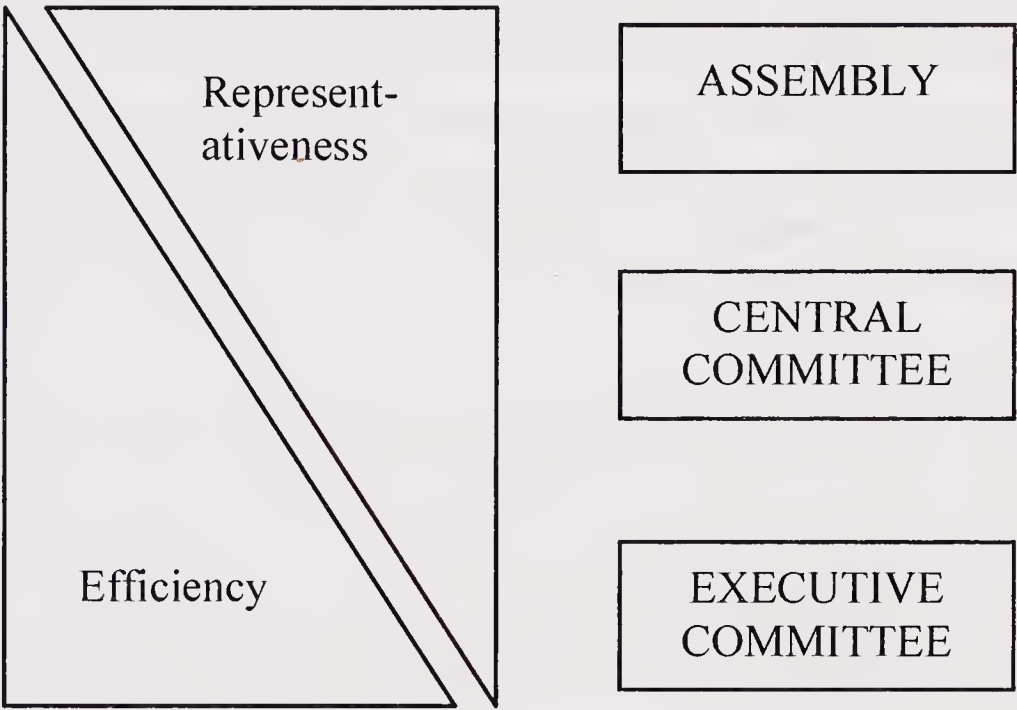 Represent-
ativeness
Efficiency
ASSEMBLY
CENTRAL
COMMITTEE
EXECUTIVE
COMMITTEE